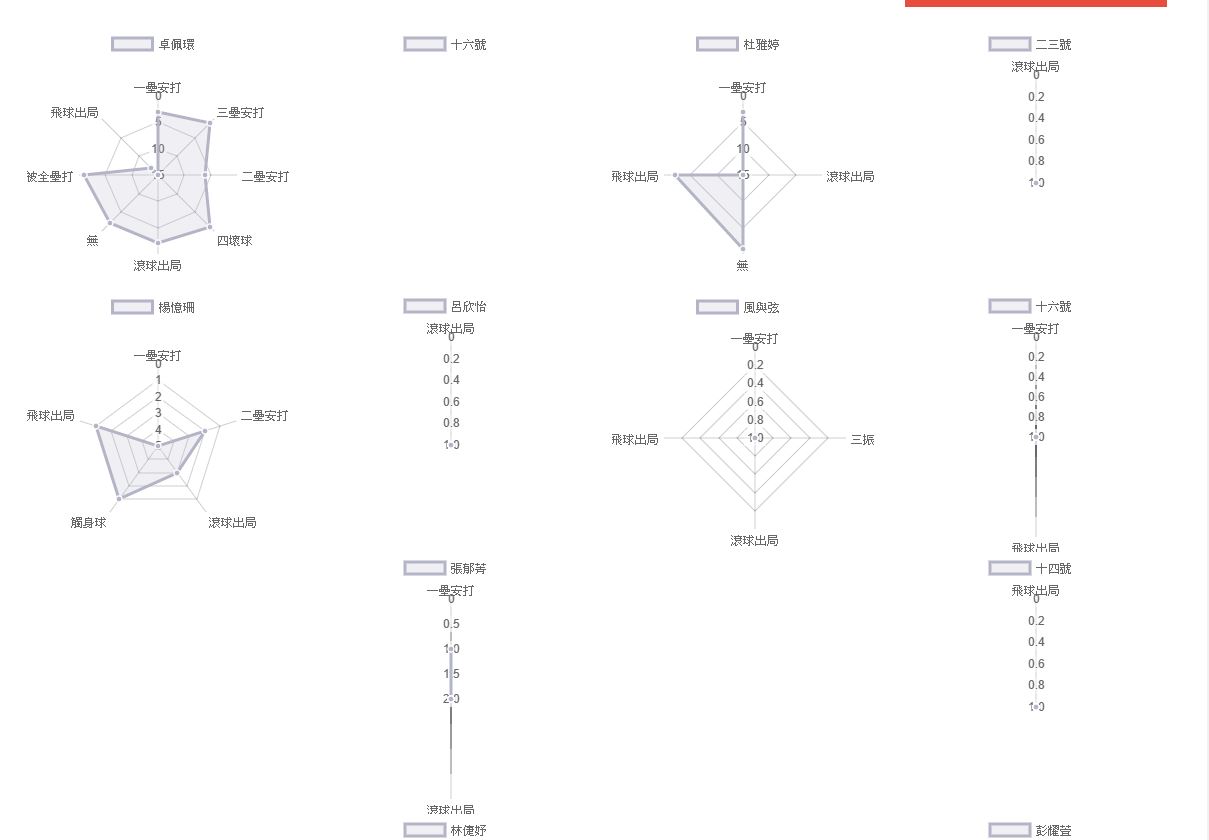 卓佩環
十六號
杜雅婷
二三號
一壘安打
0
三壘安打
5
10
15
二壘安打
四壞球
滾球出局
無
被全壘打
飛球出局
一壘安打
0
5
10
15
滾球出局
無
飛球出局
滾球出局
0
0.2
0.4
0.6
0.8
1.0
楊憶珊
呂欣怡
風與弦
十六號
一壘安打
0
1
2
3
4
5
二壘安打
滾球出局
觸身球
飛球出局
滾球出局
0
0.2
0.4
0.6
0.8
1.0
一壘安打
0
0.2
0.4
0.6
0.8
1.0
三振
滾球出局
飛球出局
一壘安打
0
0.2
0.4
0.6
0.8
1.0
飛球出局
張郁菁
十四號
一壘安打
0
0.5
1.0
1.5
2.0
滾球出局
飛球出局
0
0.2
0.4
0.6
0.8
1.0
林倢妤
彭耀萱